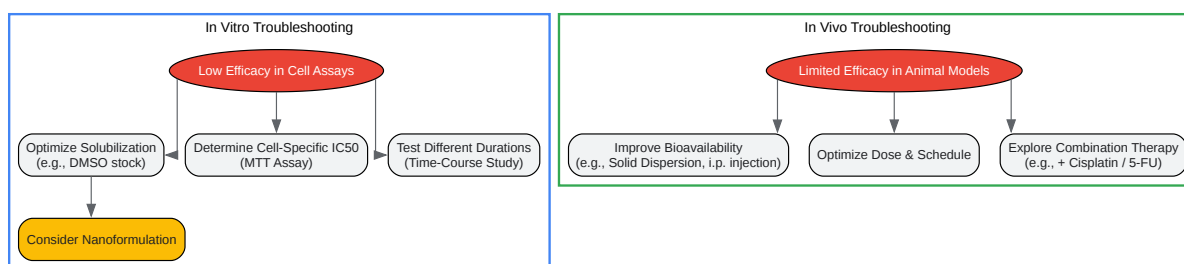 In Vitro Troubleshooting
Low Efficacy in Cell Assays
Optimize Solubilization
(e.g., DMSO stock)
Determine Cell-Specific IC50
(MTT Assay)
Test Different Durations
(Time-Course Study)
Consider Nanoformulation
In Vivo Troubleshooting
Limited Efficacy in Animal Models
Improve Bioavailability
(e.g., Solid Dispersion, i.p. injection)
Optimize Dose & Schedule
Explore Combination Therapy
(e.g., + Cisplatin / 5-FU)